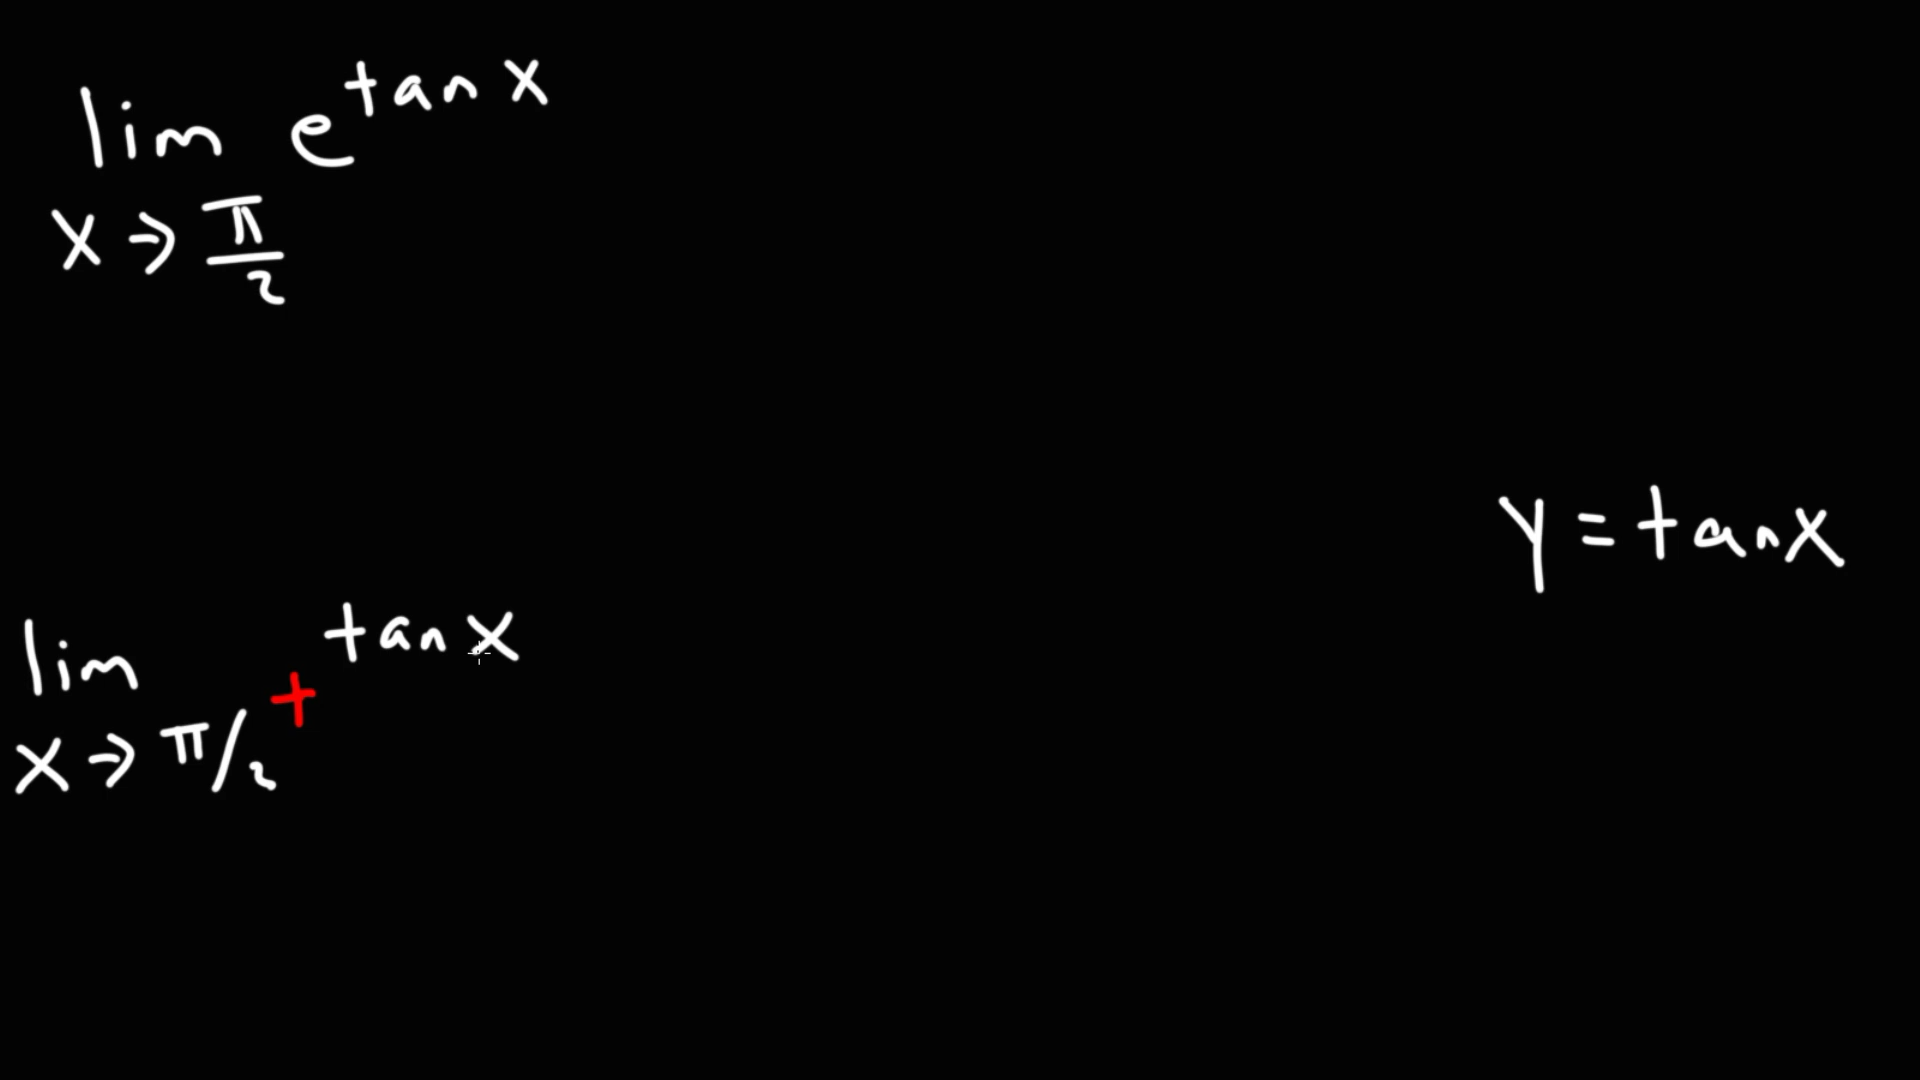 lim e^tan x
x → π/2
y = tan x
lim tan x
x → π/2⁺